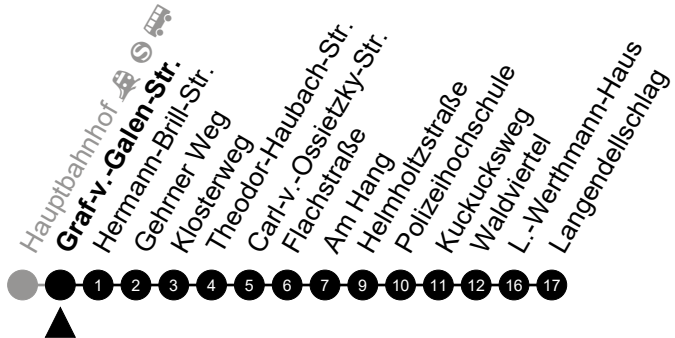 Hauptbahnhof S
Graf-v.-Galen-Str.
Hermann-Brill-Str.
Gehrner Weg
Klosterweg
Theodor-Haubach-Str.
Carl-v.-Ossietzky-Str.
Flachstraße
Am Hang
Helmholtzstraße
Polizeihochschule
Kuckucksweg
Waldviertel
L.-Werthmann-Haus
Langendellschlag
1 2 3 4 5 6 7 9 10 11 12 16 17